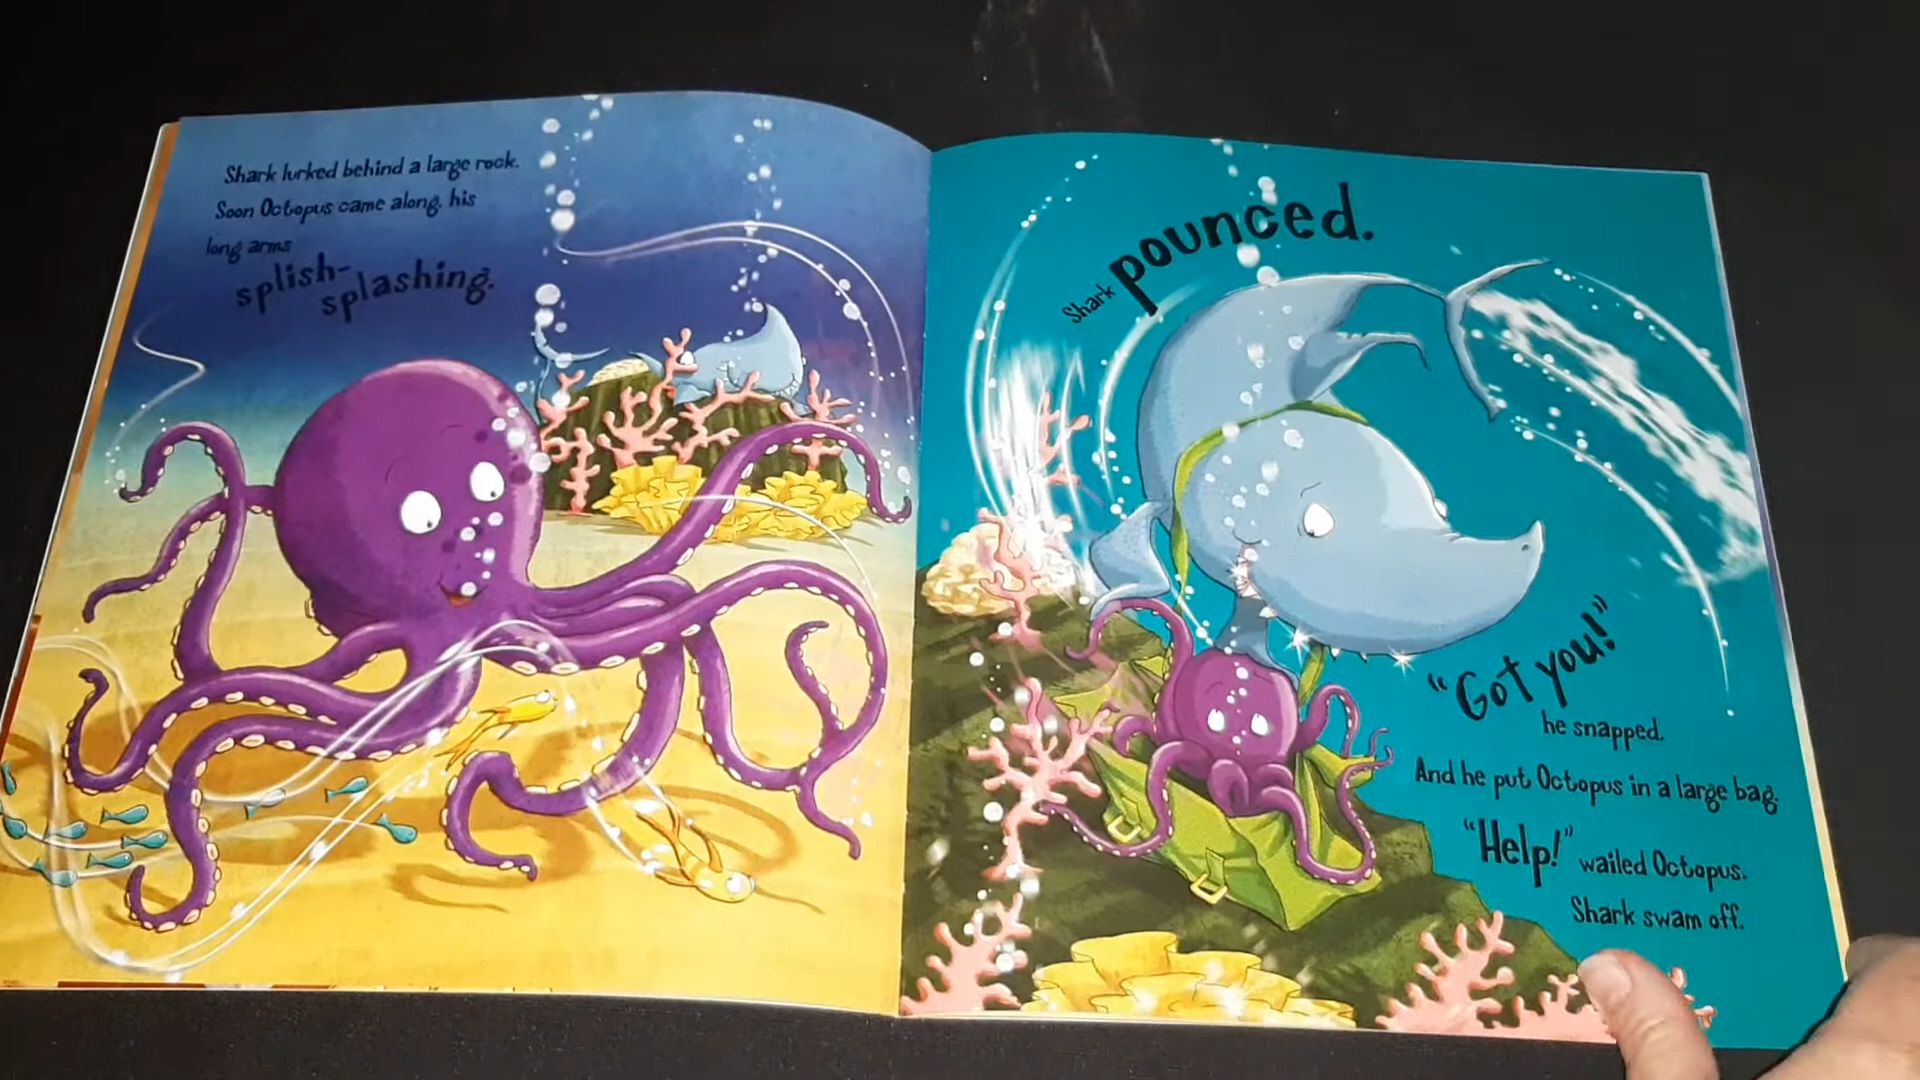 Shark lurked behind a large rock.
Soon Octopus came along, his
long arms
splish-
splashing.
Shark pounced.
“Got you!”
he snapped.
And he put Octopus in a large bag.
“Help!” wailed Octopus.
Shark swam off.